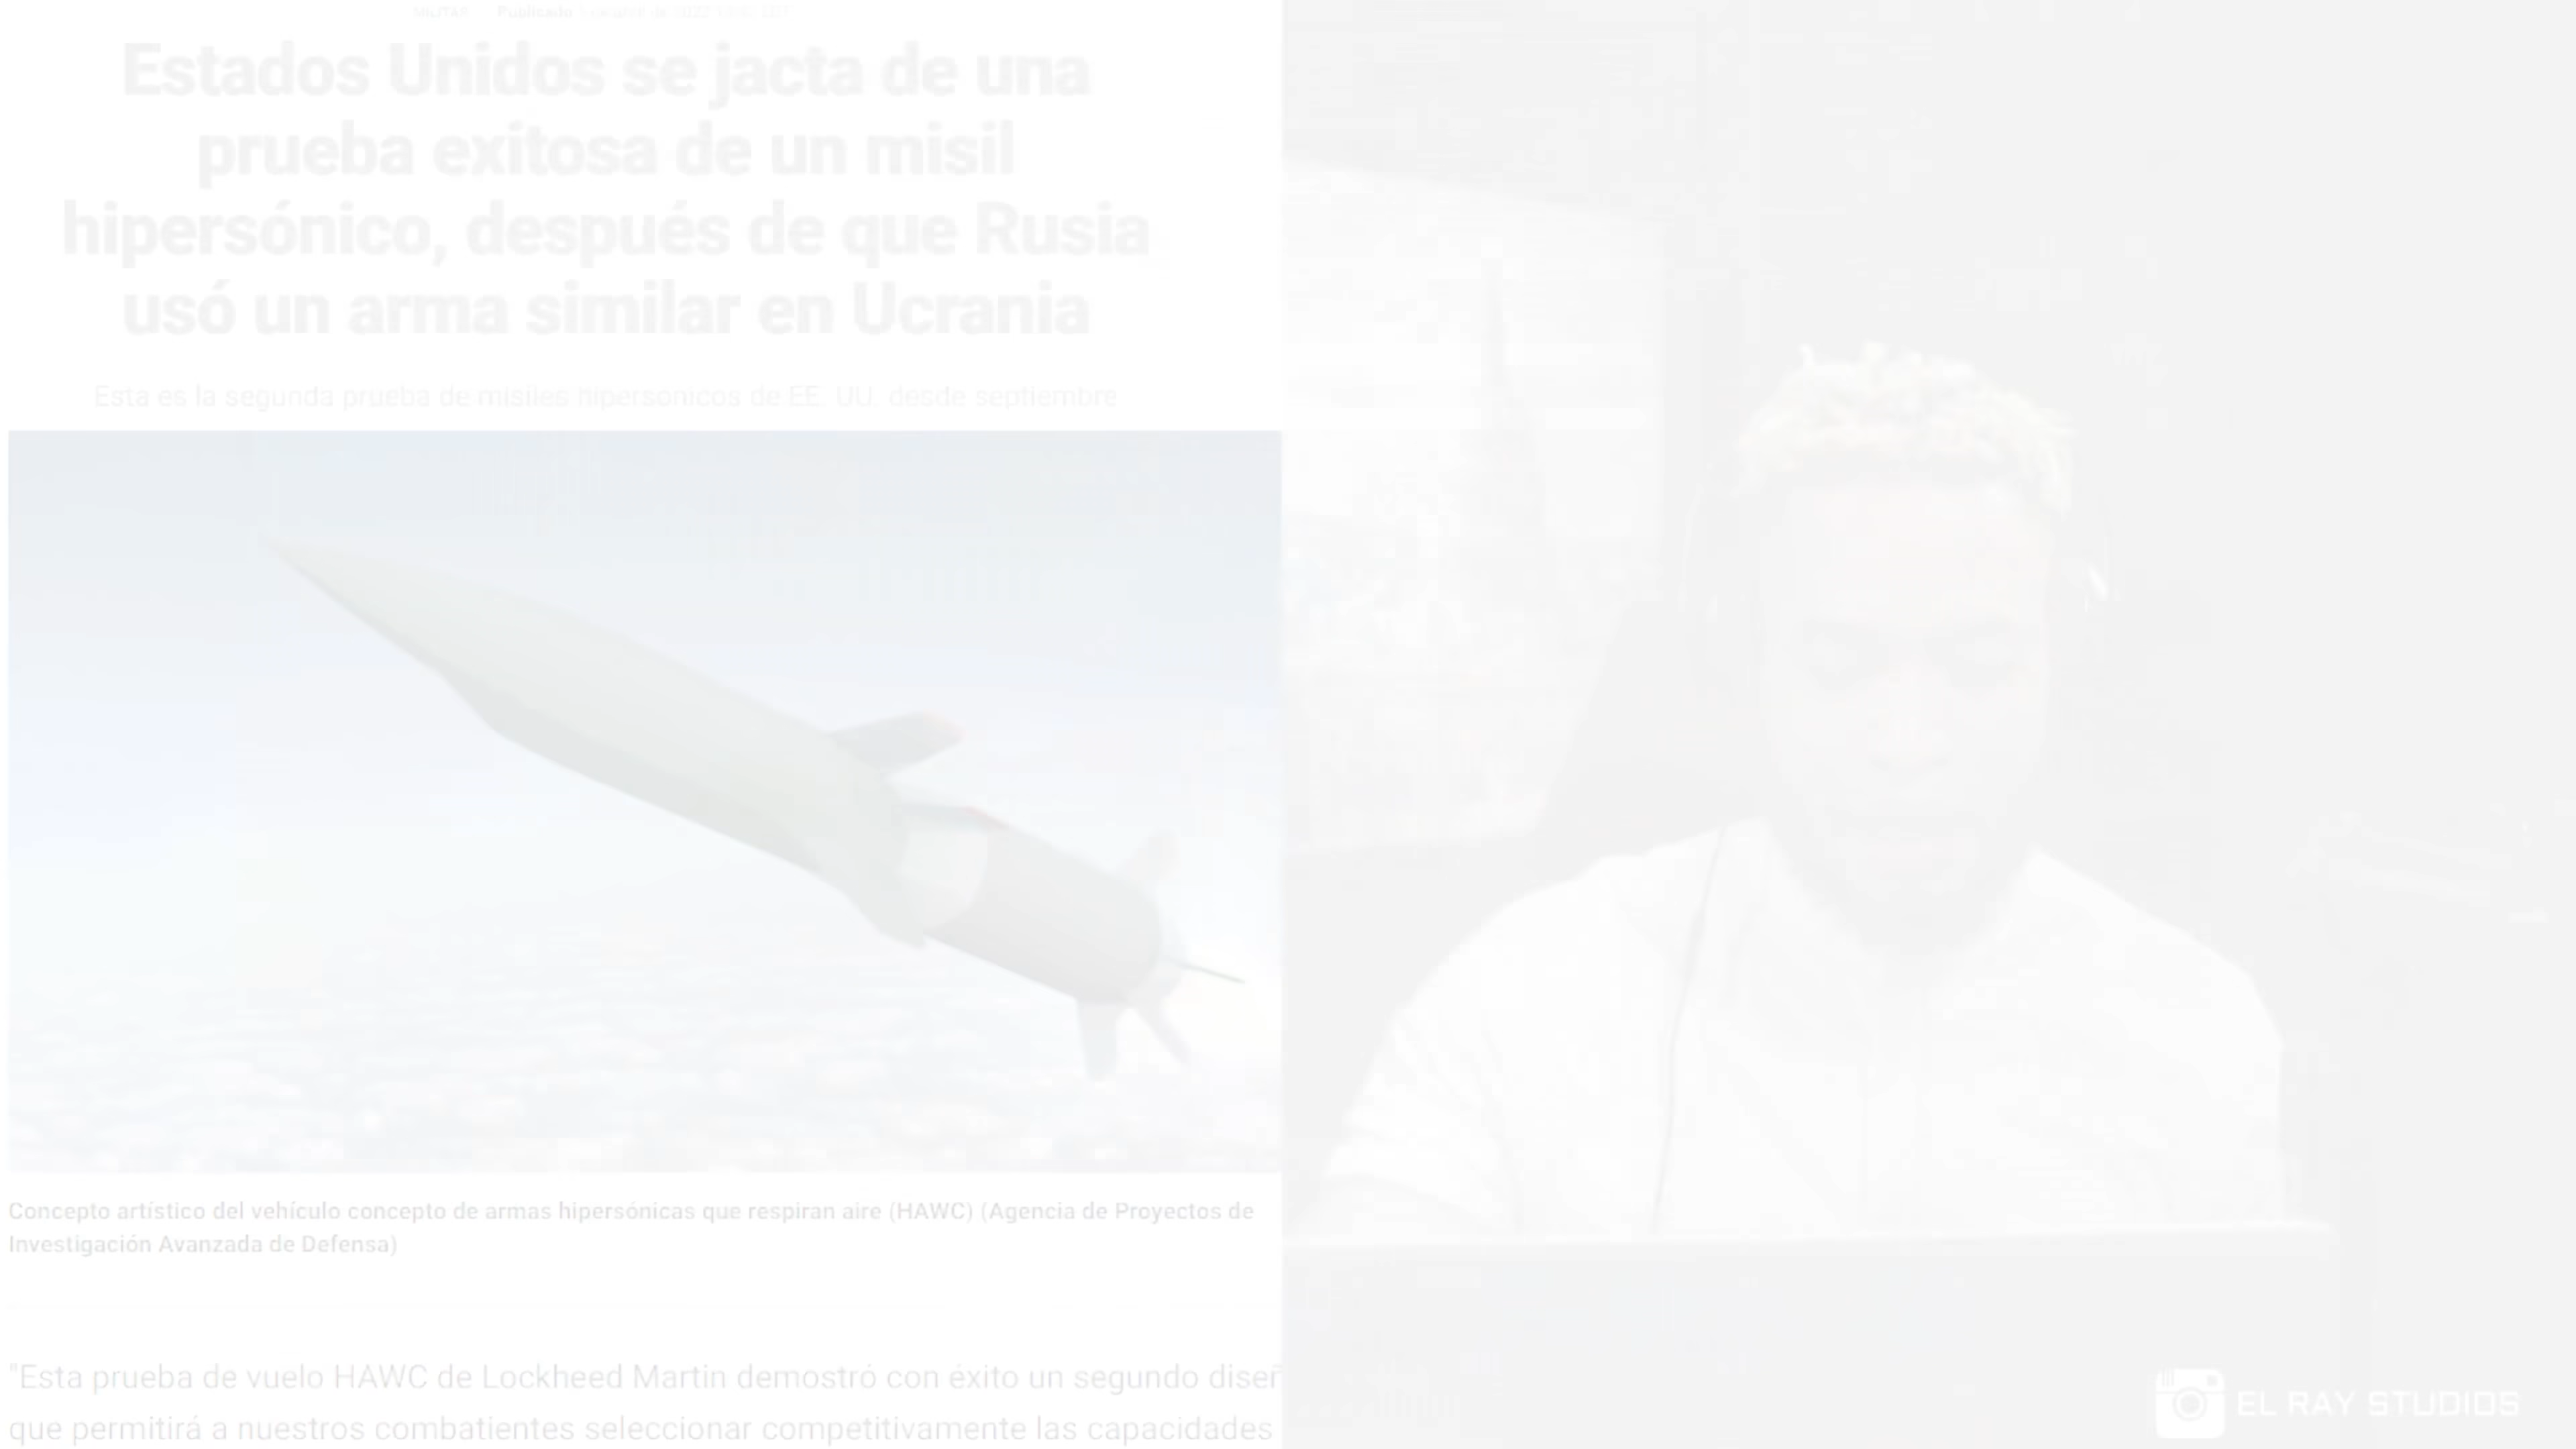 MILITAR Publicado
Estados Unidos se jacta de una
prueba exitosa de un misil
hipersónico, después de que Rusia
usó un arma similar en Ucrania
Esta es la segunda prueba de misiles hipersonicos de EE. UU. desde septiembre
Concepto artístico del vehículo concepto de armas hipersónicas que respiran aire (HAWC) (Agencia de Proyectos de
Investigación Avanzada de Defensa)
"Esta prueba de vuelo HAWC de Lockheed Martin demostró con éxito un segundo diseñ
que permitirá a nuestros combatientes seleccionar competitivamente las capacidades
EL RAY STUDIOS